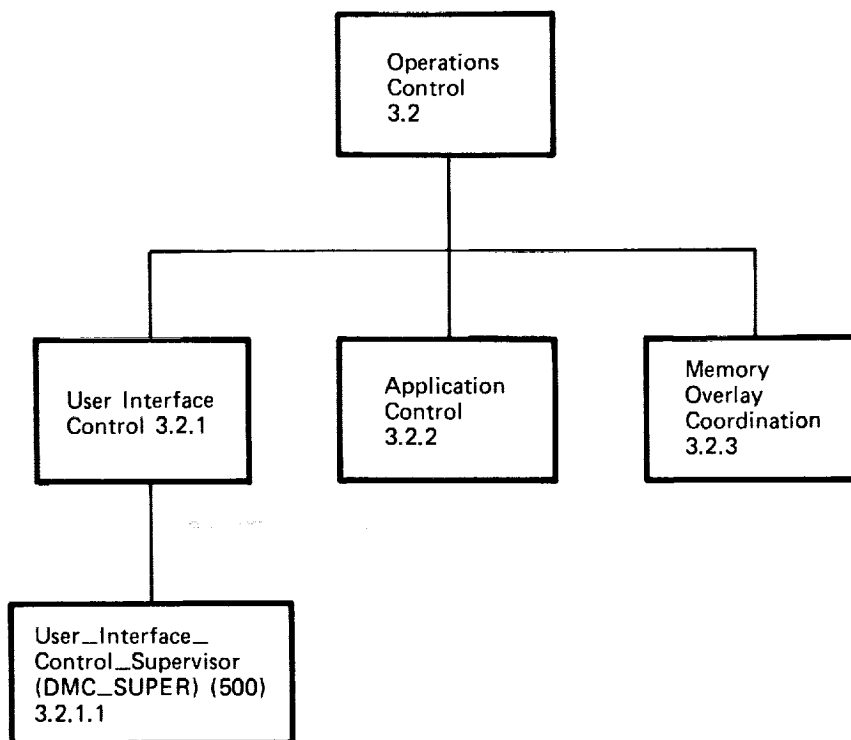 Operations
Control
3.2
User Interface
Control 3.2.1
Application
Control
3.2.2
Memory
Overlay
Coordination
3.2.3
User_Interface_
Control_Supervisor
(DMC_SUPER) (500)
3.2.1.1